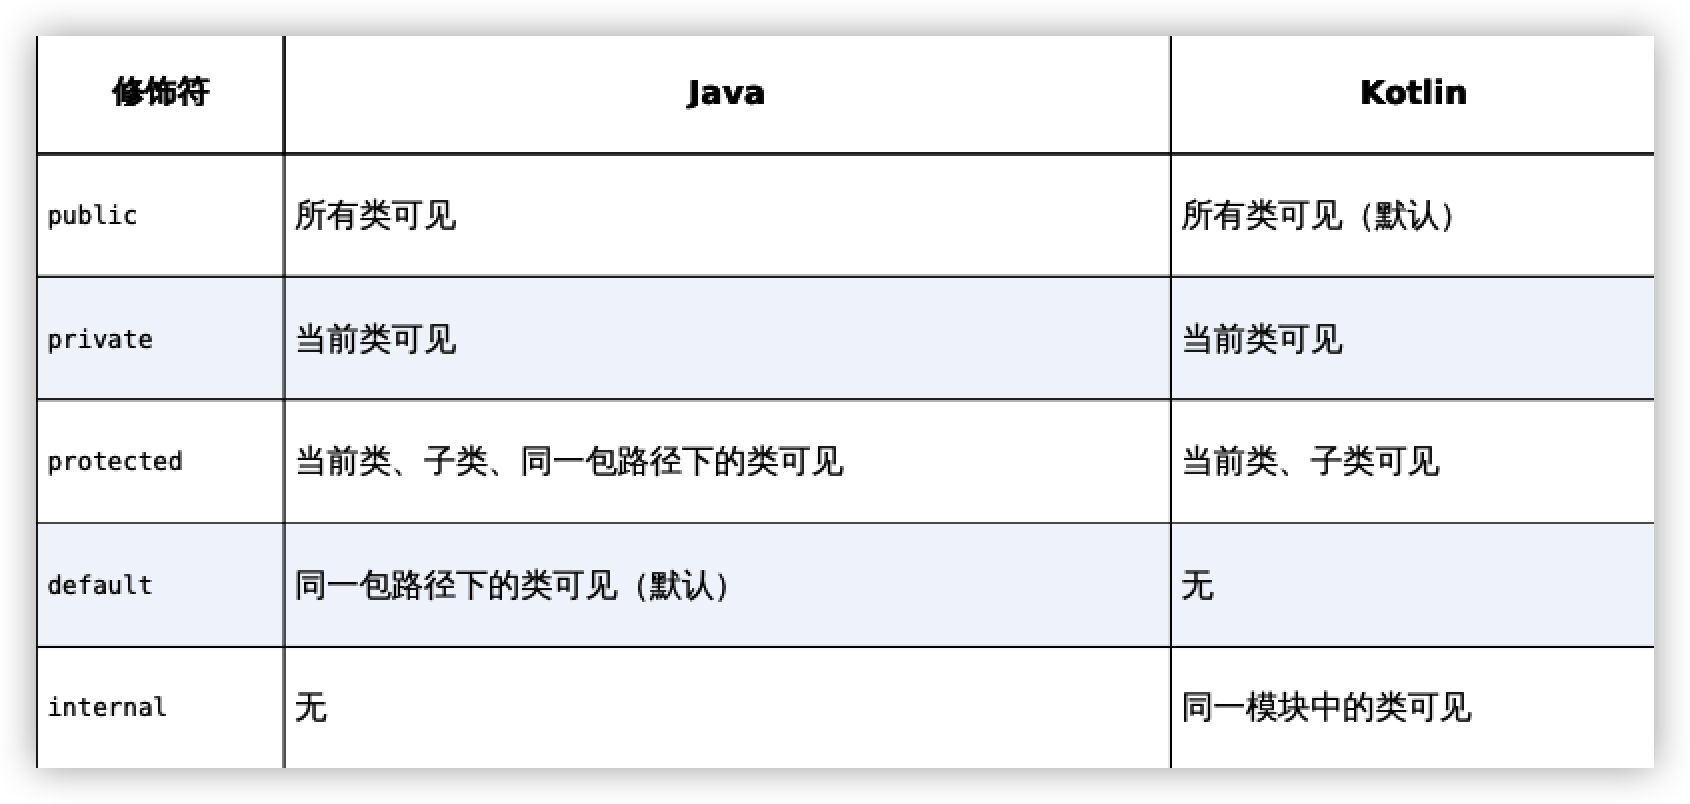 修饰符 Java Kotlin
public 所有类可见 所有类可见（默认）
private 当前类可见 当前类可见
protected 当前类、子类、同一包路径下的类可见 当前类、子类可见
default 同一包路径下的类可见（默认） 无
internal 无 同一模块中的类可见